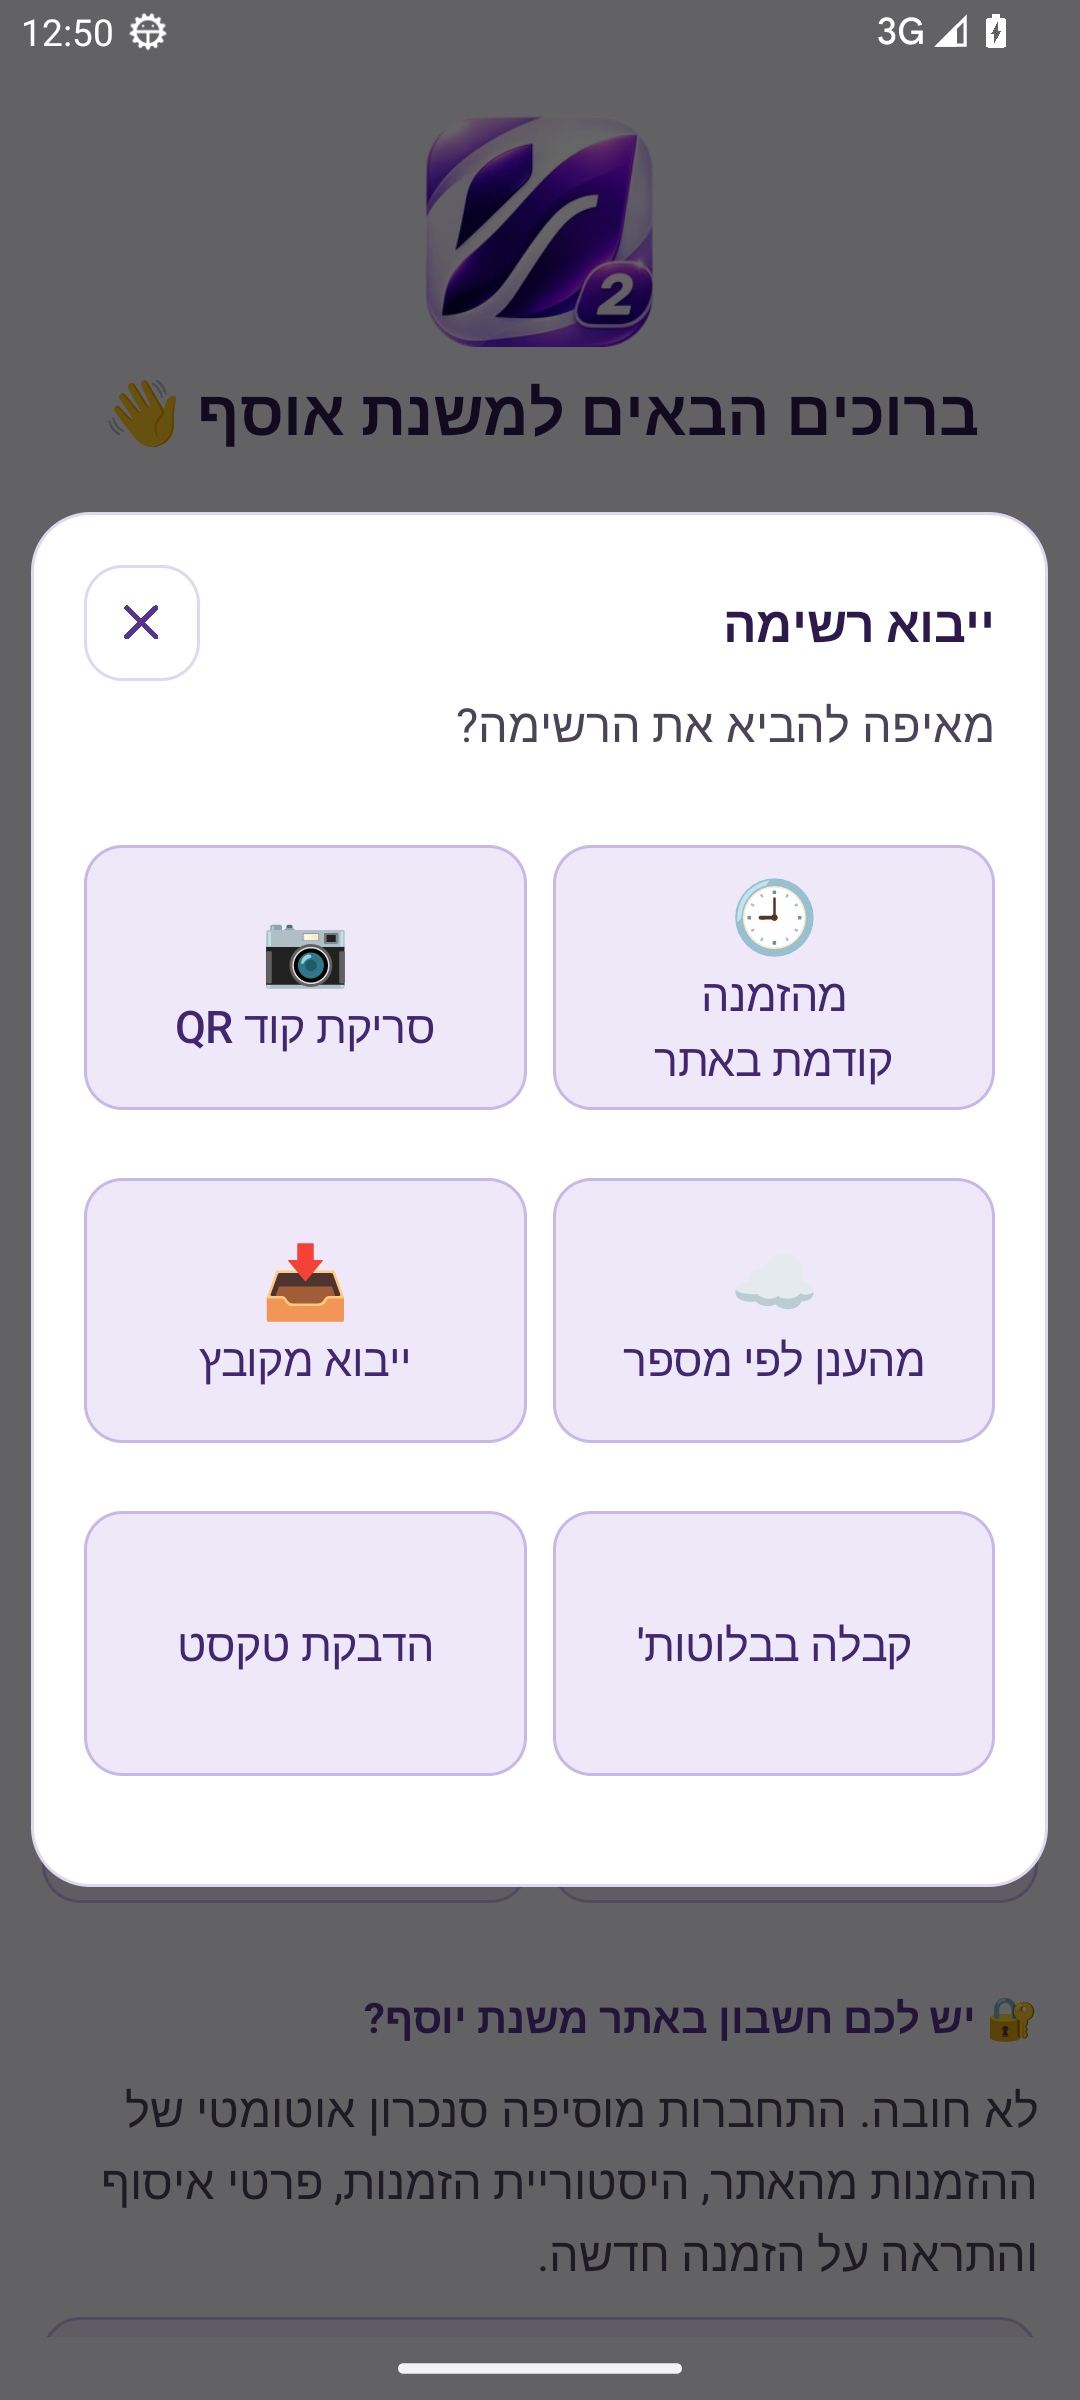 12:50
3G
2
ברוכים הבאים למשנת אוסף 👋
ייבוא רשימה
מאיפה להביא את הרשימה?
מהזמנה
קודמת באתר
סריקת קוד QR
מהענן לפי מספר
ייבוא מקובץ
קבלה בבלוטות'
הדבקת טקסט
🔐 יש לכם חשבון באתר משנת יוסף?
לא חובה. התחברות מוסיפה סנכרון אוטומטי של
ההזמנות מהאתר, היסטוריית הזמנות, פרטי איסוף
והתראה על הזמנה חדשה.